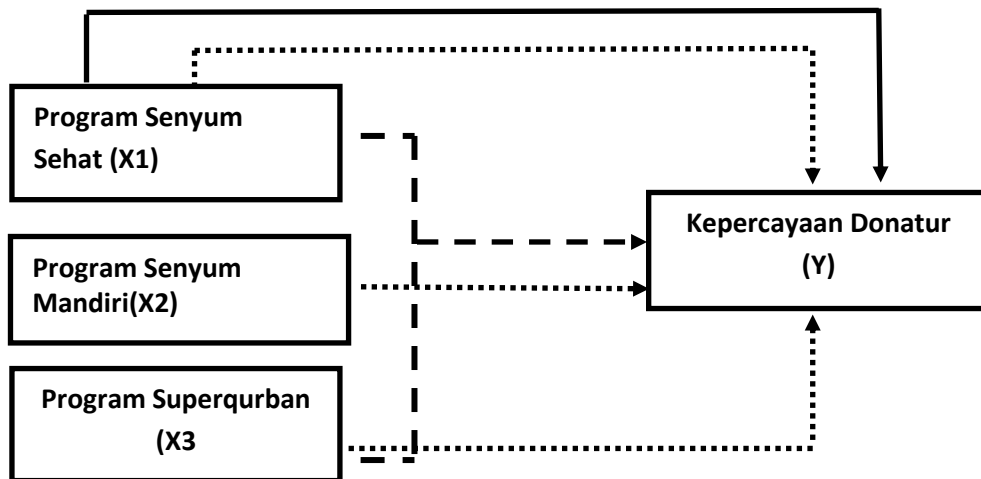 Program Senyum
Sehat (X1)
Kepercayaan Donatur
(Y)
Program Senyum
Mandiri(X2)
Program Superqurban
(X3